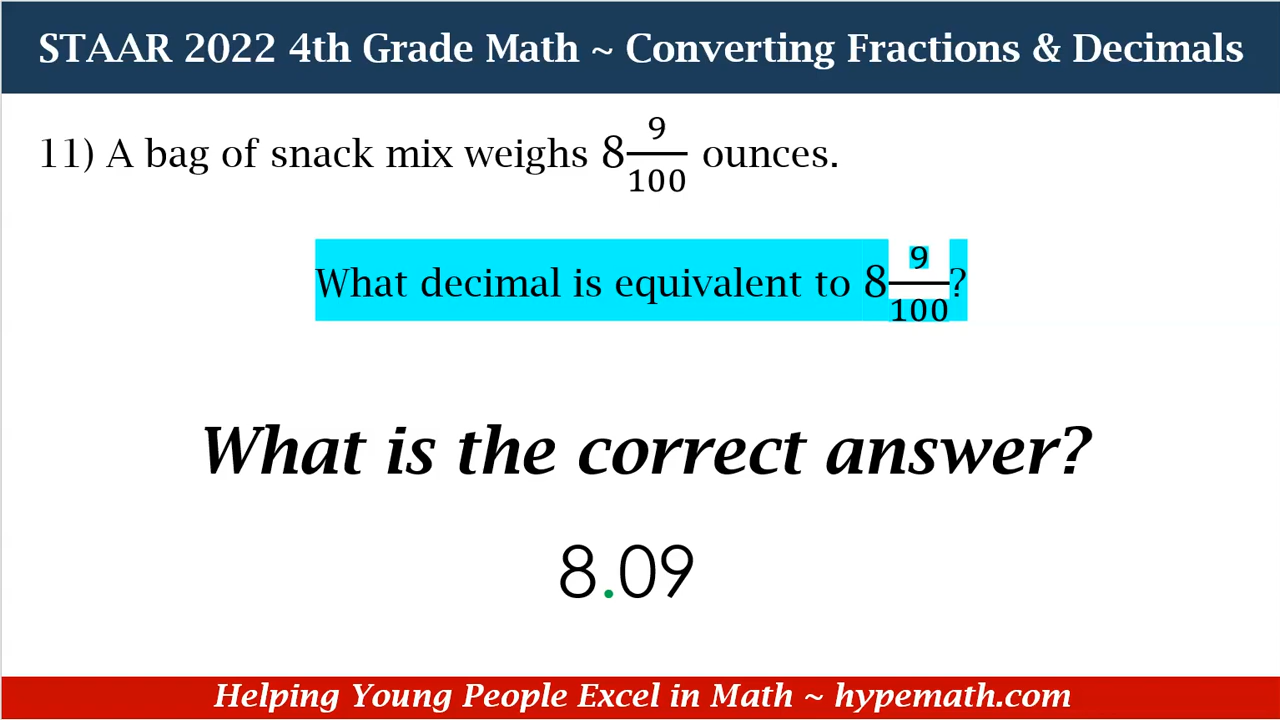 STAAR 2022 4th Grade Math ~ Converting Fractions & Decimals
11) A bag of snack mix weighs 8 9/100 ounces.
What decimal is equivalent to 8 9/100?
What is the correct answer?
8.09
Helping Young People Excel in Math ~ hypemath.com